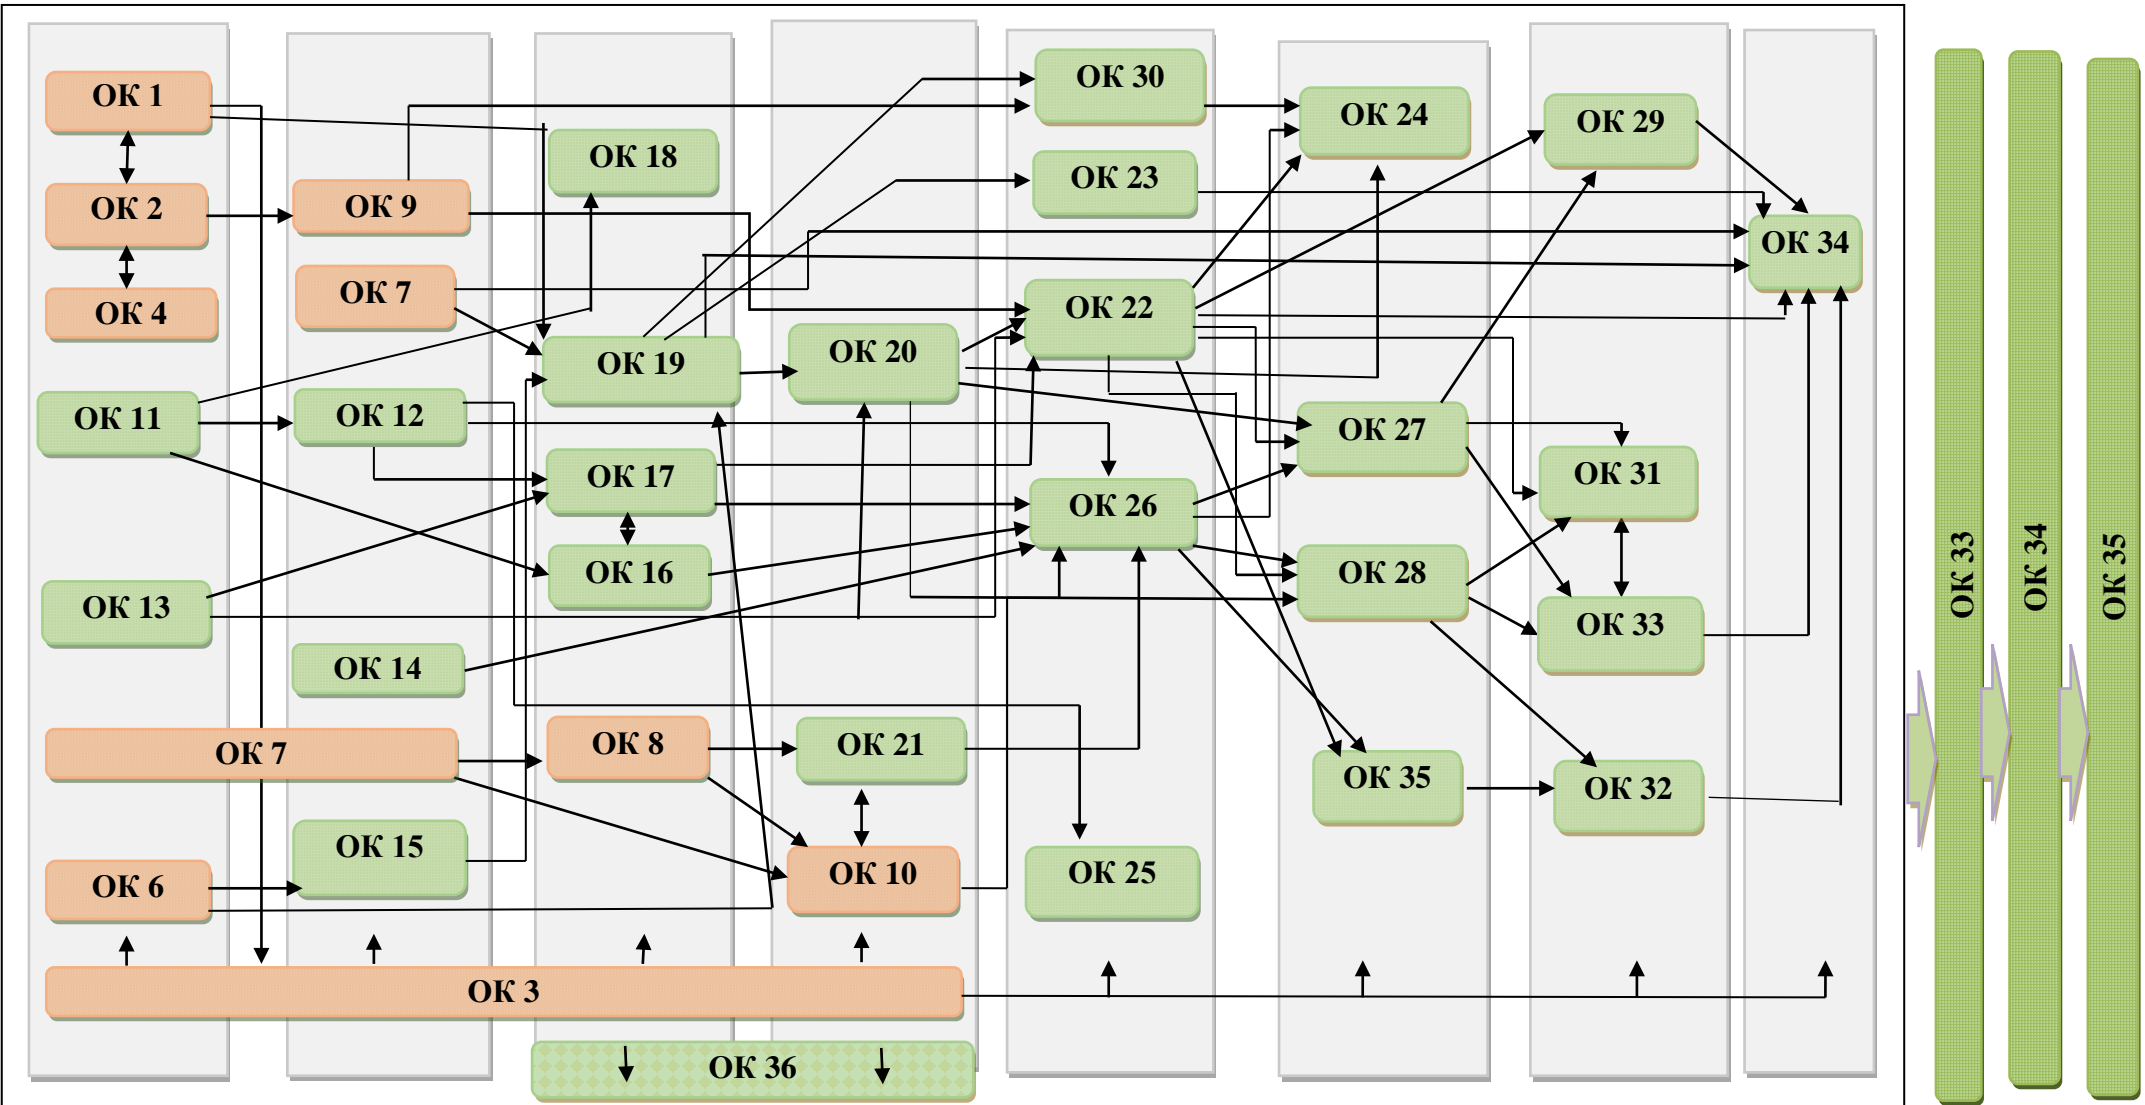 ОК 1
ОК 2
ОК 4
ОК 11
ОК 13
ОК 7
ОК 6
ОК 3
ОК 9
ОК 7
ОК 12
ОК 14
ОК 15
ОК 18
ОК 19
ОК 17
ОК 16
ОК 8
ОК 36
ОК 20
ОК 21
ОК 10
ОК 30
ОК 23
ОК 22
ОК 26
ОК 25
ОК 24
ОК 27
ОК 28
ОК 35
ОК 29
ОК 31
ОК 33
ОК 32
ОК 34
ОК 33
ОК 34
ОК 35